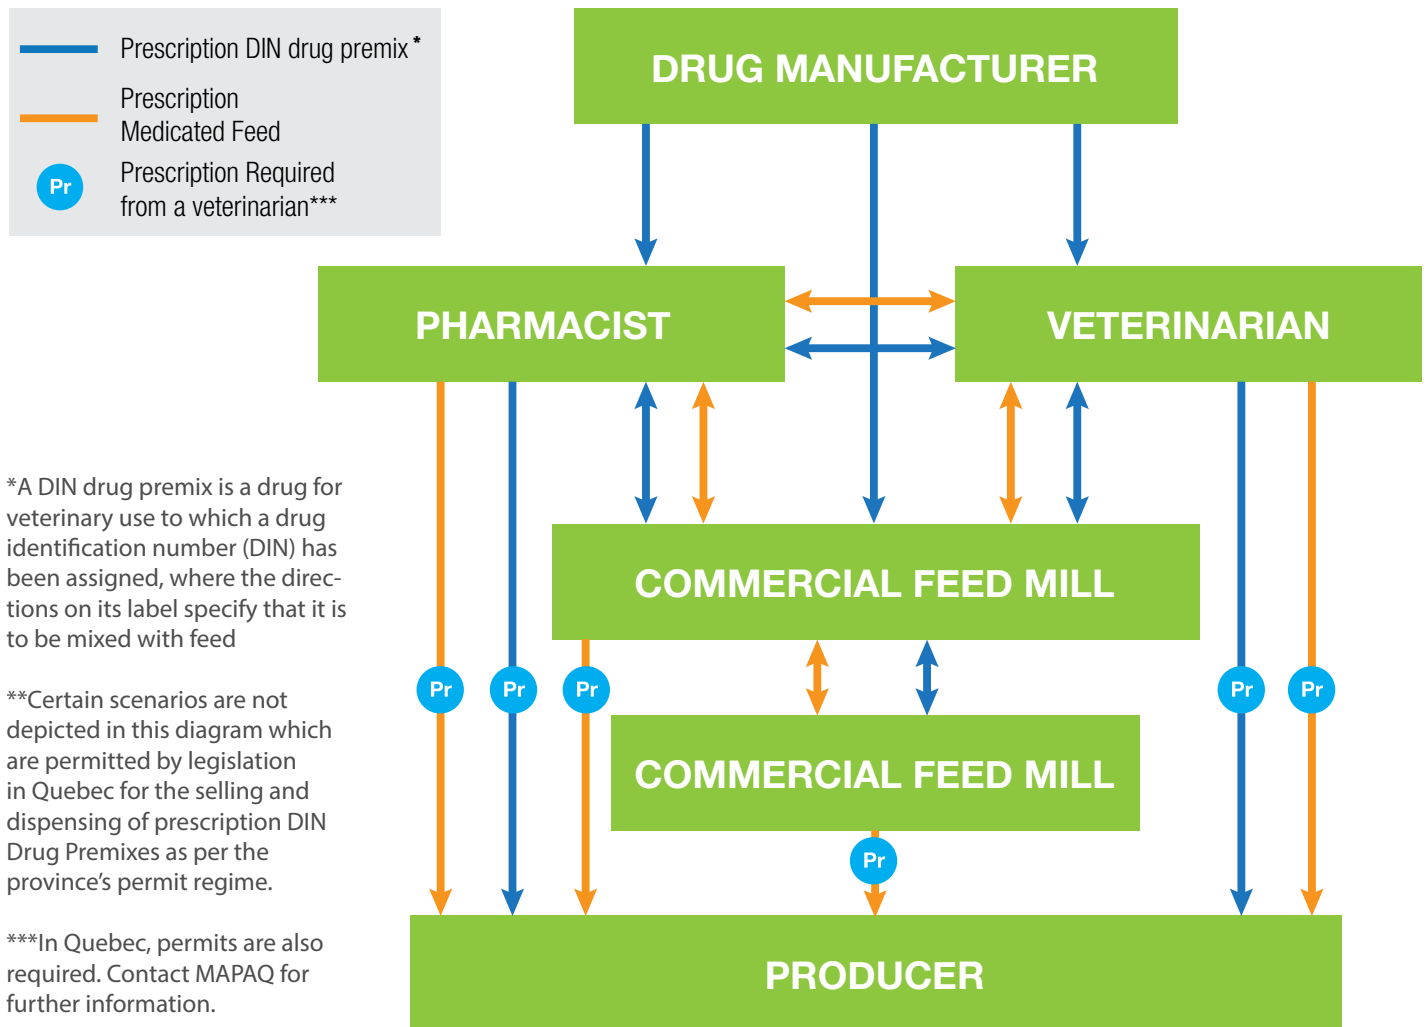 Prescription DIN drug premix *
Prescription
Medicated Feed
Pr
Prescription Required
from a veterinarian***
DRUG MANUFACTURER
PHARMACIST
VETERINARIAN
COMMERCIAL FEED MILL
Pr
Pr
Pr
Pr
Pr
COMMERCIAL FEED MILL
Pr
PRODUCER
*A DIN drug premix is a drug for
veterinary use to which a drug
identification number (DIN) has
been assigned, where the direc-
tions on its label specify that it is
to be mixed with feed
**Certain scenarios are not
depicted in this diagram which
are permitted by legislation
in Quebec for the selling and
dispensing of prescription DIN
Drug Premixes as per the
province's permit regime.
***In Quebec, permits are also
required. Contact MAPAQ for
further information.